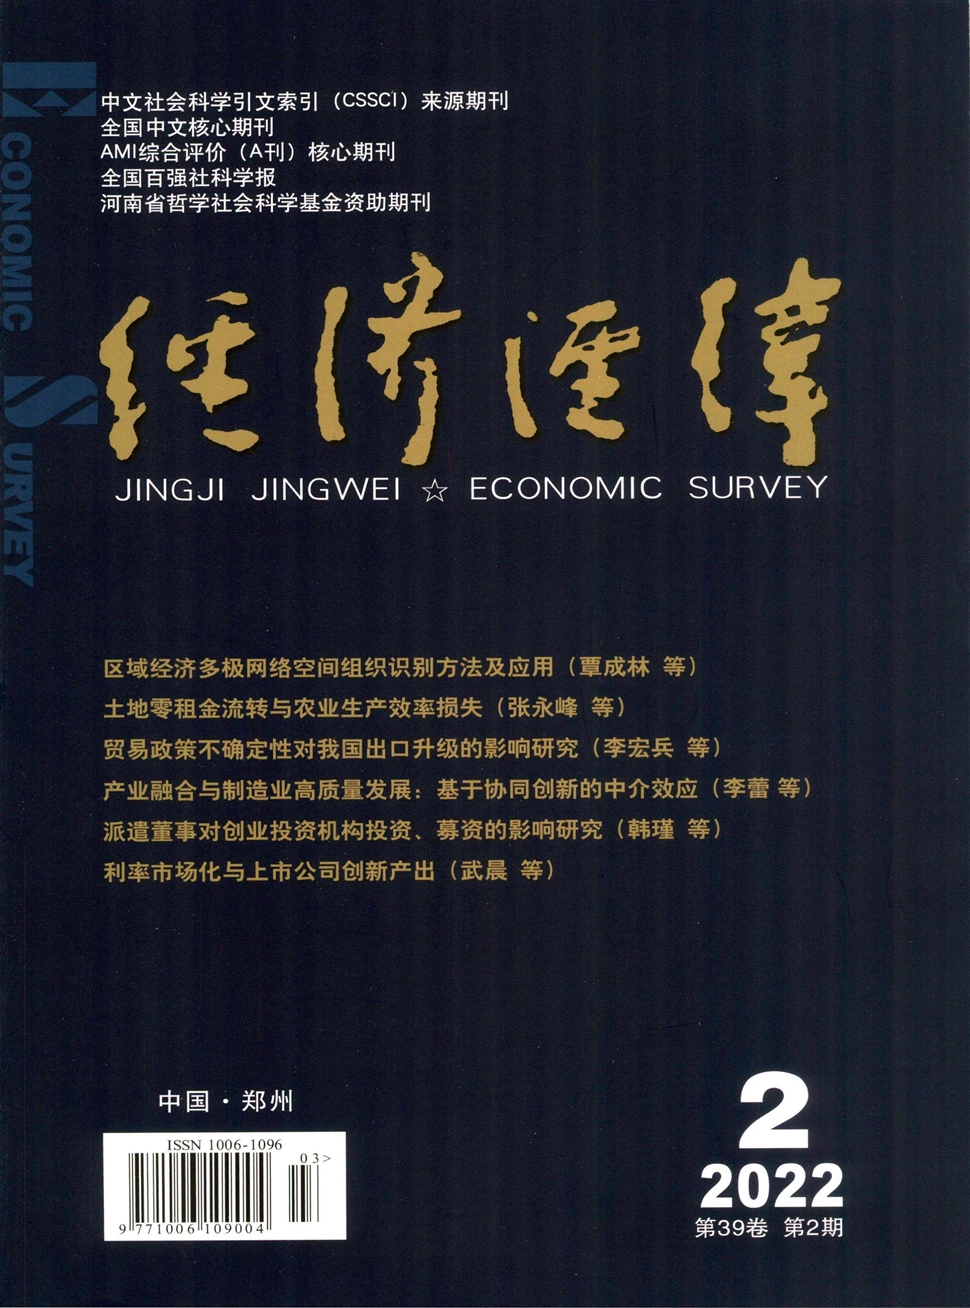 ECONOMIC SURVEY
中文社会科学引文索引（CSSCI）来源期刊
全国中文核心期刊
AMI综合评价（A刊）核心期刊
全国百强社科学报
河南省哲学社会科学基金资助期刊
经济经纬
JINGJI JINGWEI ☆ ECONOMIC SURVEY
区域经济多极网络空间组织识别方法及应用（覃成林 等）
土地零租金流转与农业生产效率损失（张永峰 等）
贸易政策不确定性对我国出口升级的影响研究（李宏兵 等）
产业融合与制造业高质量发展：基于协同创新的中介效应（李蕾 等）
派遣董事对创业投资机构投资、募资的影响研究（韩瑾 等）
利率市场化与上市公司创新产出（武晨 等）
中国·郑州
ISSN 1006-1096
03>
9 771006 109004
2
2022
第39卷 第2期